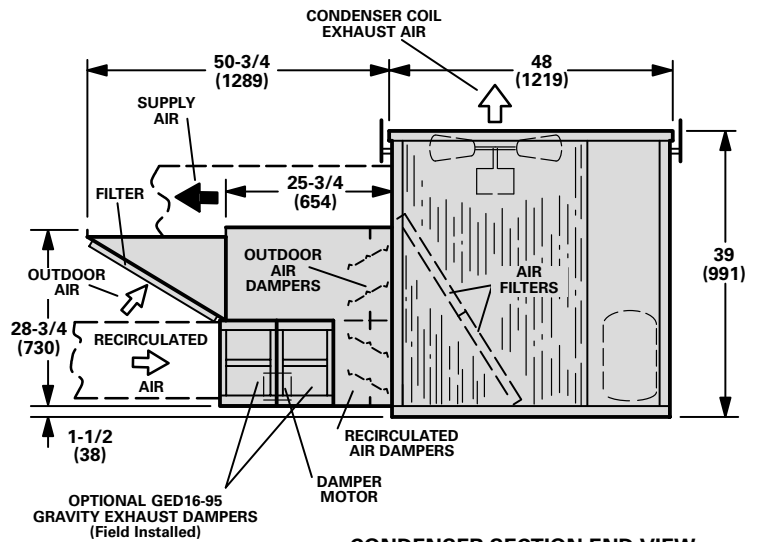 CONDENSER COIL
EXHAUST AIR
50-3/4
(1289)
48
(1219)
SUPPLY
AIR
25-3/4
(654)
FILTER
OUTDOOR
AIR
DAMPERS
AIR
FILTERS
39
(991)
OUTDOOR
AIR
28-3/4
(730)
RECIRCULATED
AIR
1-1/2
(38)
RECIRCULATED
AIR DAMPERS
DAMPER
MOTOR
OPTIONAL GED16-95
GRAVITY EXHAUST DAMPERS
(Field Installed)
CONDENSER SECTION END VIEW